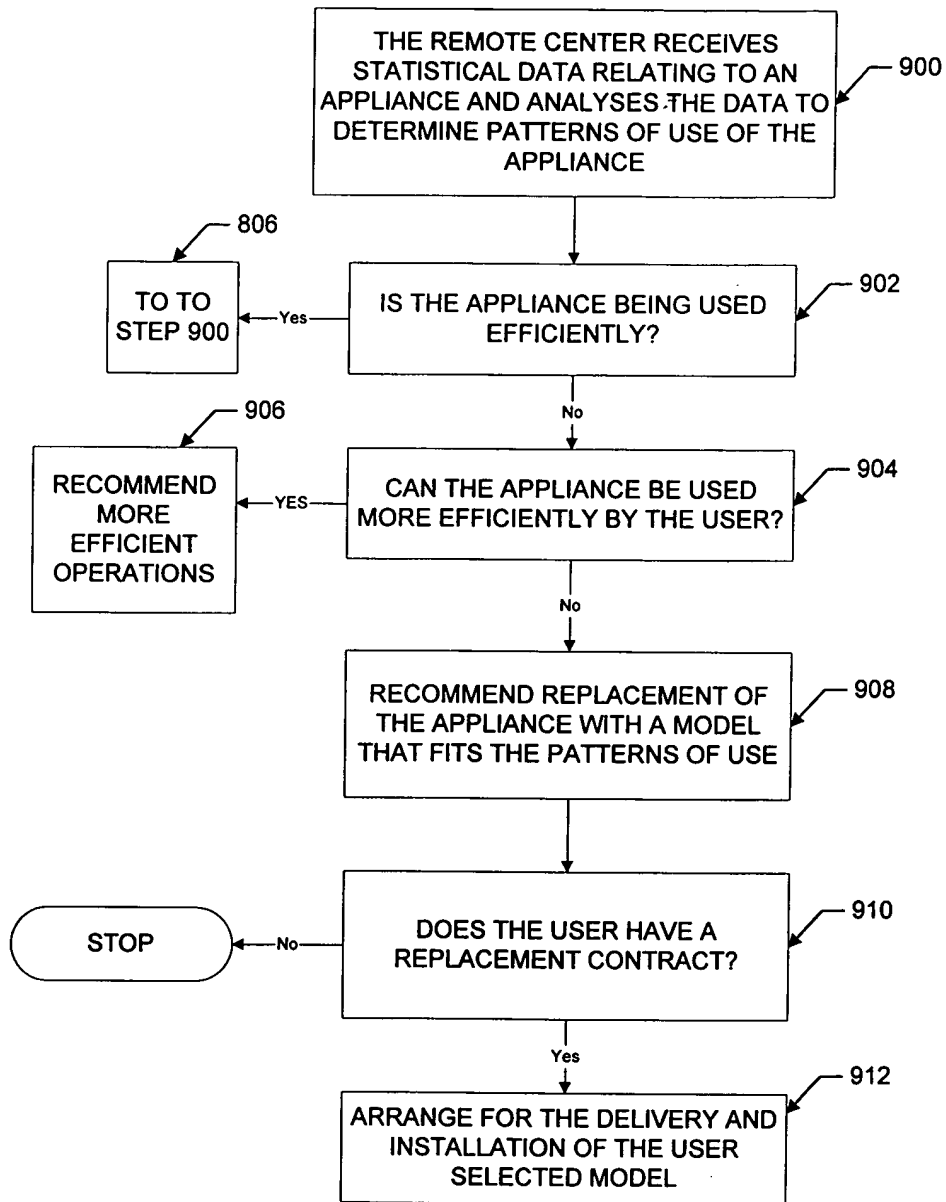 THE REMOTE CENTER RECEIVES
STATISTICAL DATA RELATING TO AN
APPLIANCE AND ANALYSES THE DATA TO
DETERMINE PATTERNS OF USE OF THE
APPLIANCE
900
806
TO TO
STEP 900
Yes
IS THE APPLIANCE BEING USED
EFFICIENTLY?
902
No
906
RECOMMEND
MORE
EFFICIENT
OPERATIONS
YES
CAN THE APPLIANCE BE USED
MORE EFFICIENTLY BY THE USER?
904
No
RECOMMEND REPLACEMENT OF
THE APPLIANCE WITH A MODEL
THAT FITS THE PATTERNS OF USE
908
STOP
No
DOES THE USER HAVE A
REPLACEMENT CONTRACT?
910
Yes
912
ARRANGE FOR THE DELIVERY AND
INSTALLATION OF THE USER
SELECTED MODEL